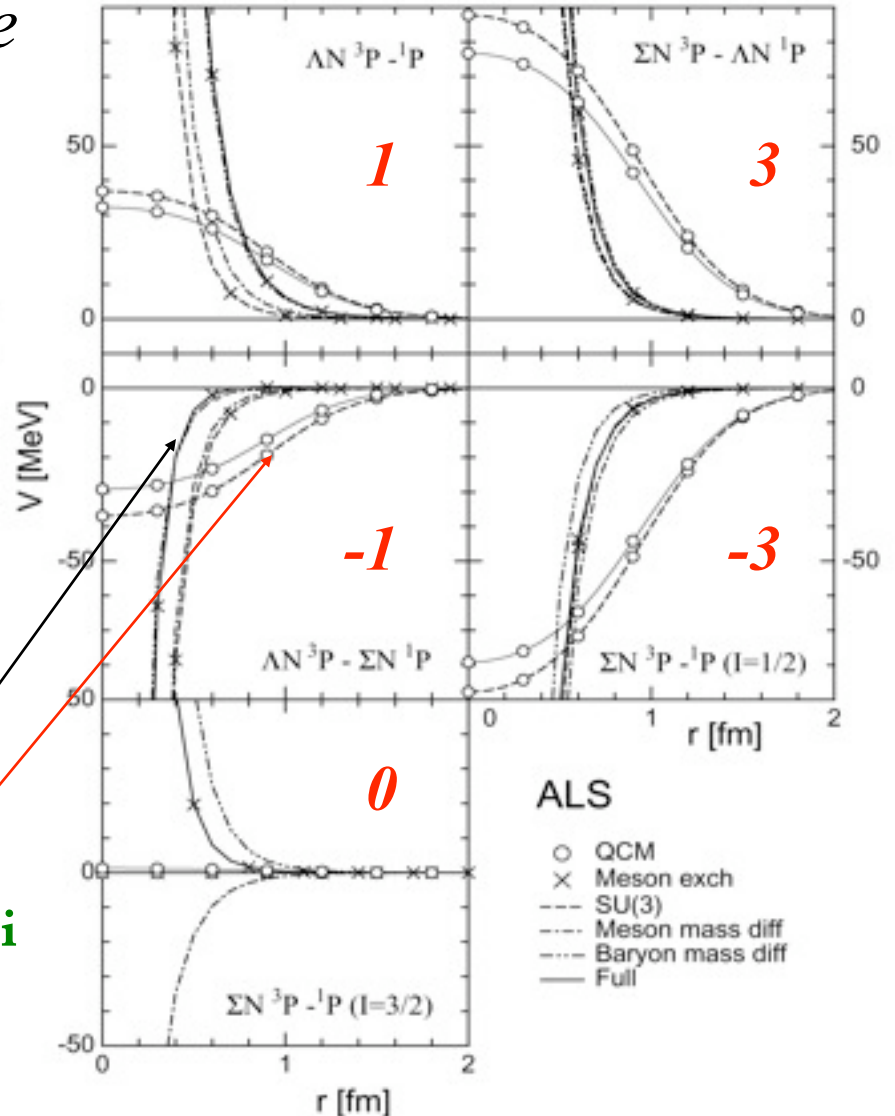 e
ΛN ³P -¹P
ΣN ³P - ΛN ¹P
50
1
3
50
0
0
0
0
V [MeV]
-50
-1
-3
-50
ΛN ³P - ΣN ¹P
ΣN ³P -¹P (I=1/2)
50
0
1
2
r [fm]
0
ALS
QCM
0
Meson exch
SU(3)
i
Meson mass diff
Baryon mass diff
Full
ΣN ³P -¹P (I=3/2)
-50
0
1
2
r [fm]